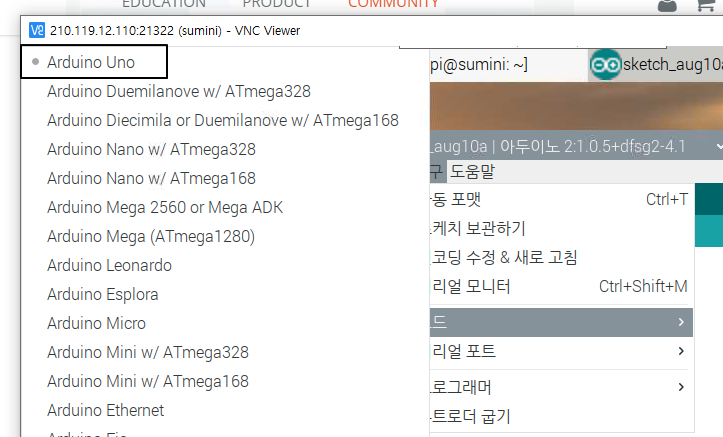 EDUCATION PRODUCT COMMUNITY
210.119.12.110:21322 (sumini) - VNC Viewer
Arduino Uno
Arduino Duemilanove w/ ATmega328
Arduino Diecimila or Duemilanove w/ ATmega168
Arduino Nano w/ ATmega328
Arduino Nano w/ ATmega168
Arduino Mega 2560 or Mega ADK
Arduino Mega (ATmega1280)
Arduino Leonardo
Arduino Esplora
Arduino Micro
Arduino Mini w/ ATmega328
Arduino Mini w/ ATmega168
Arduino Ethernet
pi@sumini: ~]
sketch_aug10a
_aug10a | 아두이노 2:1.0.5+dfsg2-4.1
구 도움말
동 포맷 Ctrl+T
케치 보관하기
코딩 수정 & 새로 고침
리얼 모니터 Ctrl+Shift+M
드
리얼 포트
로그래머
트로더 굽기